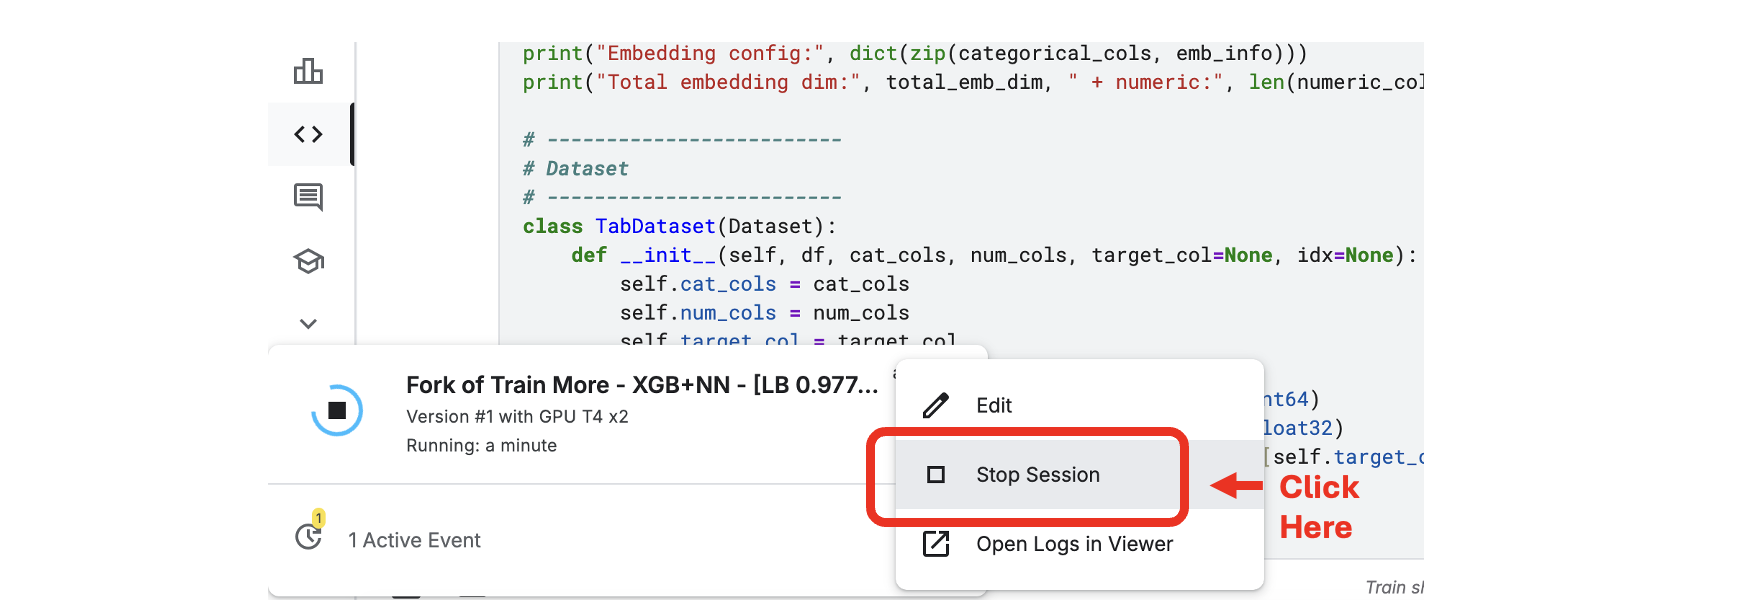 print("Embedding config:", dict(zip(categorical_cols, emb_info)))
print("Total embedding dim:", total_emb_dim, " + numeric:", len(numeric_col
# -------------------------
# Dataset
# -------------------------
class TabDataset(Dataset):
def __init__(self, df, cat_cols, num_cols, target_col=None, idx=None):
self.cat_cols = cat_cols
self.num_cols = num_cols
self.target_col = target_col
nt64)
loat32)
[self.target_c
Fork of Train More - XGB+NN - [LB 0.977...
Version #1 with GPU T4 x2
Running: a minute
1
1 Active Event
Edit
Stop Session
Open Logs in Viewer
Click
Here
Train